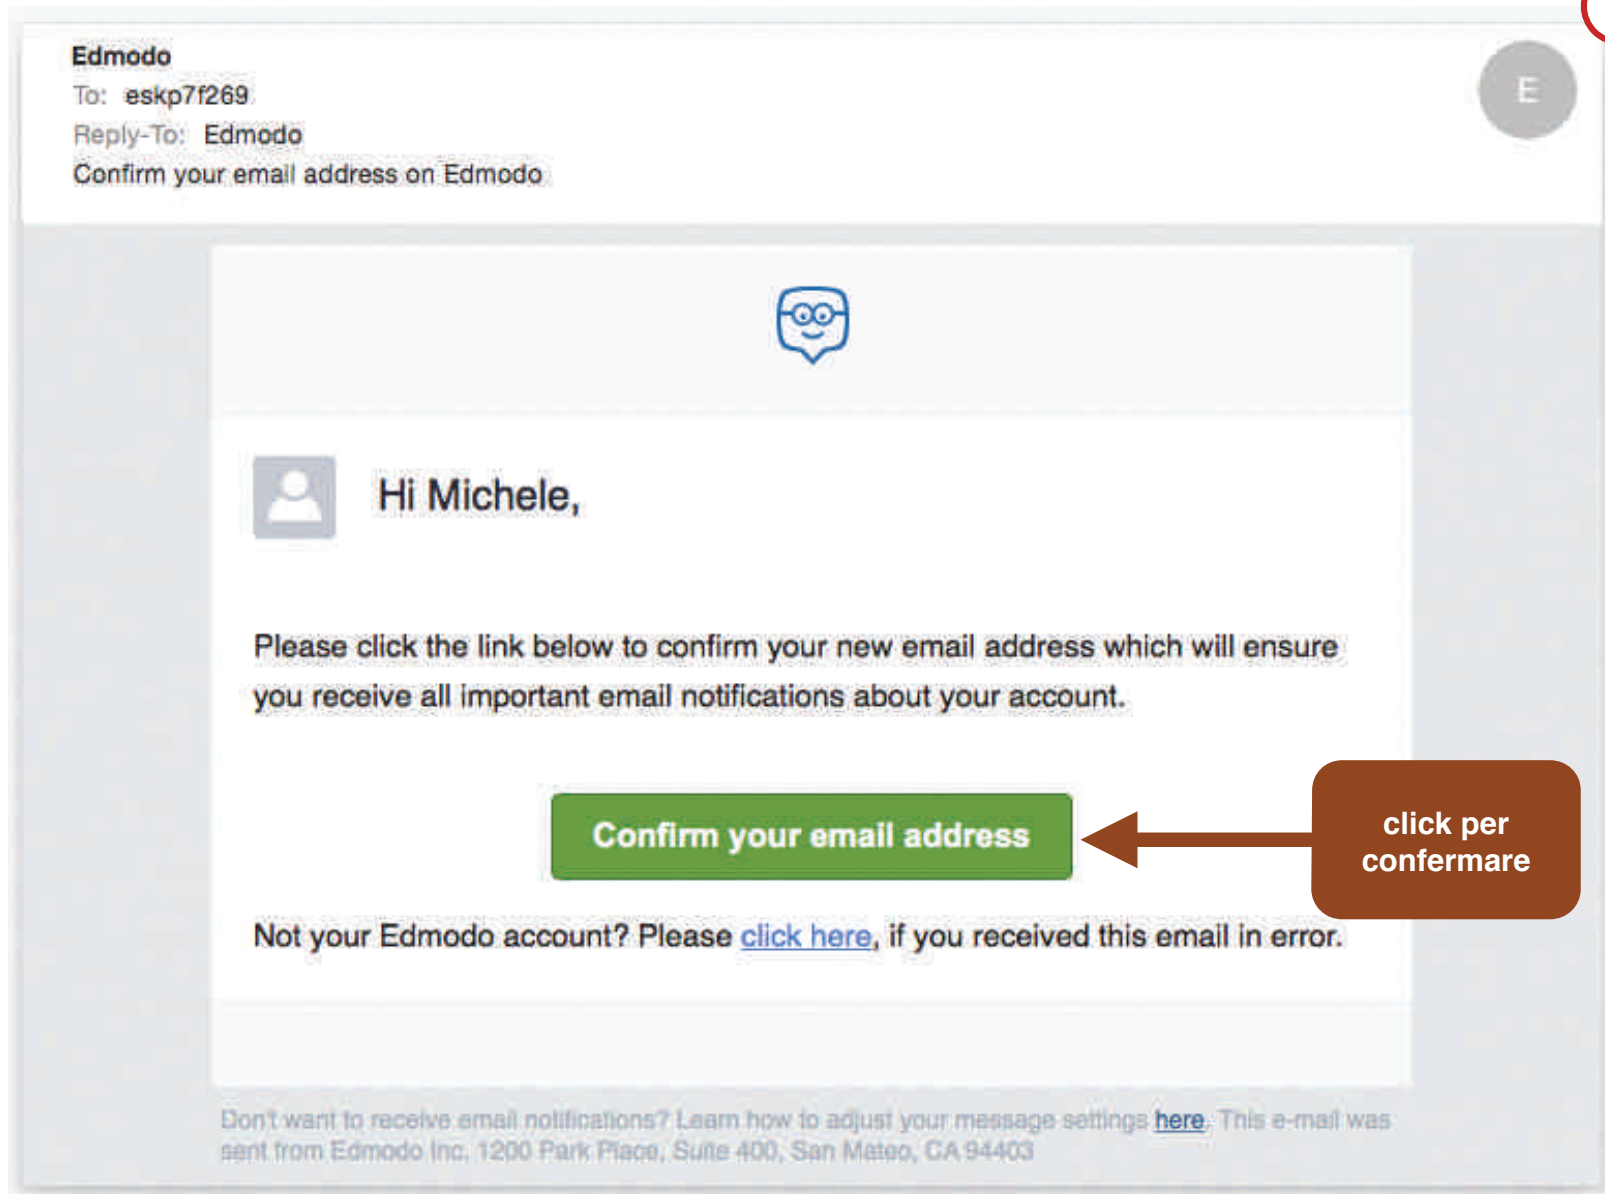 Edmodo
To: eskp7f269
Reply-To: Edmodo
Confirm your email address on Edmodo
E
Hi Michele,
Please click the link below to confirm your new email address which will ensure
you receive all important email notifications about your account.
Confirm your email address
click per
confermare
Not your Edmodo account? Please click here, if you received this email in error.
Don't want to receive email notifications? Learn how to adjust your message settings here. This e-mail was
sent from Edmodo Inc. 1200 Park Place, Suite 400, San Mateo, CA 94403